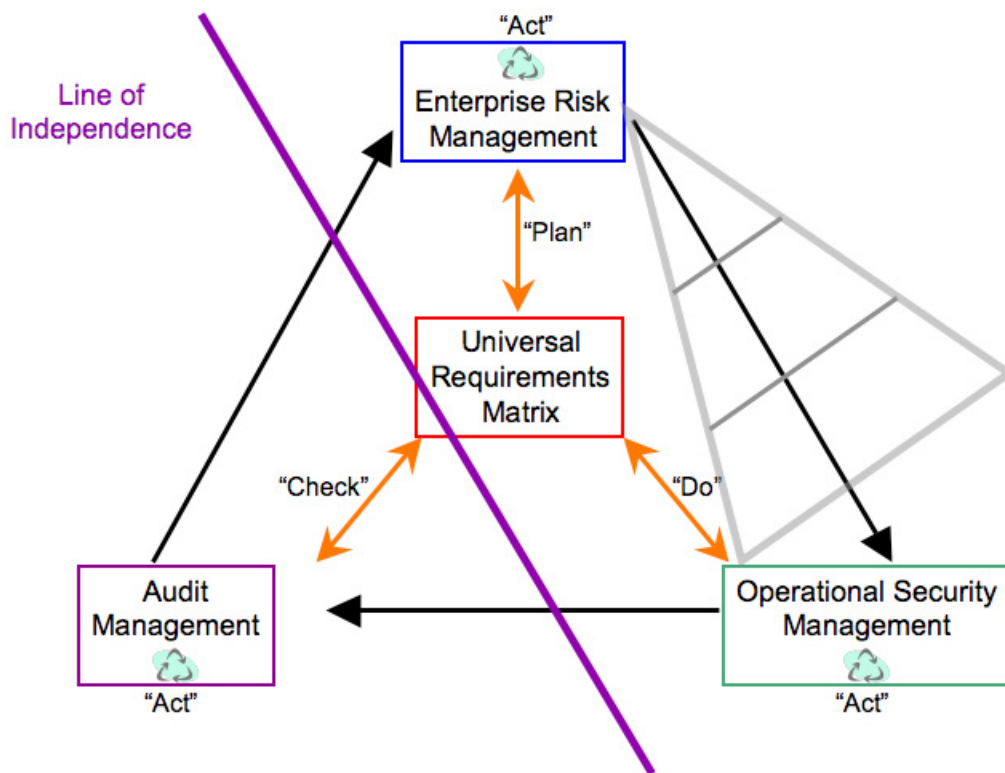 “Act”
Line of
Independence
Enterprise Risk
Management
“Plan”
Universal
Requirements
Matrix
“Check”
“Do”
Audit
Management
“Act”
Operational Security
Management
“Act”